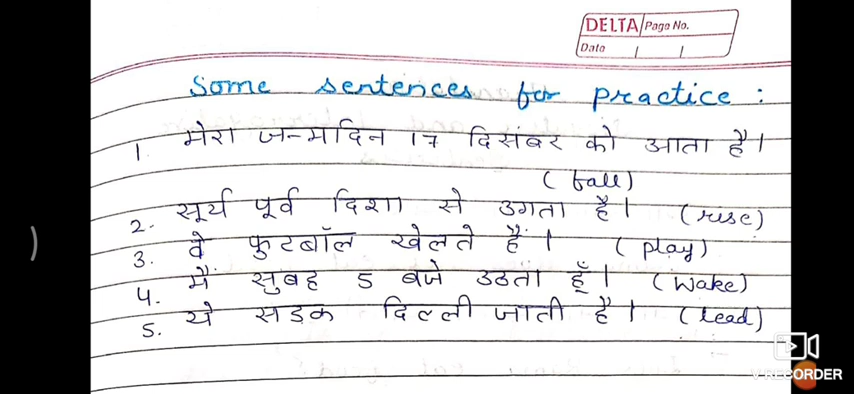 DELTA Page No.
Date
Some sentences for practice :
1. मेरा जन्मदिन 17 दिसंबर को आता है।
(fall)
2. सूर्य पूर्व दिशा से उगता है। (rise)
3. वे फुटबॉल खेलते हैं। (play)
4. मैं सुबह 5 बजे उठता हूँ। (wake)
5. ये सड़क दिल्ली जाती है। (lead)
V RECORDER